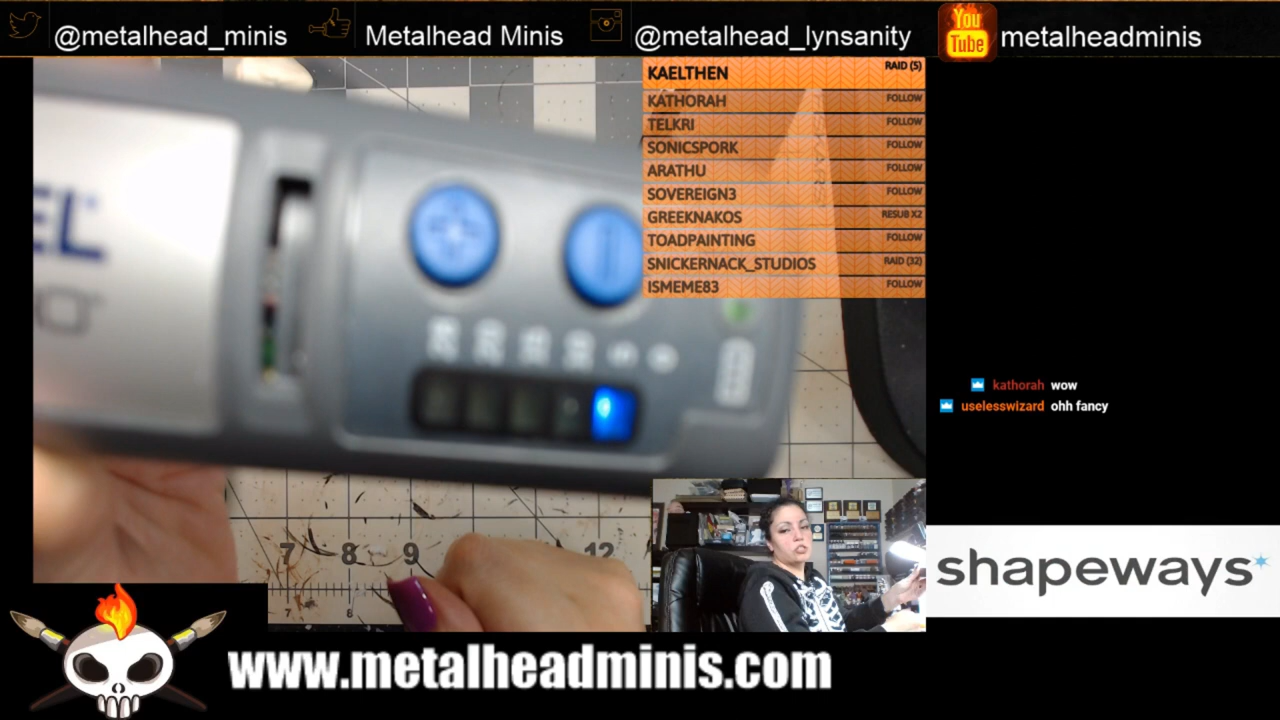 @metalhead_minis
Metalhead Minis
@metalhead_lynsanity
You
Tube
metalheadminis
KAELTHEN RAID (5)
KATHORAH FOLLOW
TELKRI FOLLOW
SONICSPORK FOLLOW
ARATHU FOLLOW
SOVEREIGN3 FOLLOW
GREEKNAKOS RESUB X2
TOADPAINTING FOLLOW
SNICKERNACK_STUDIOS RAID (32)
ISMEME83 FOLLOW
EL
kathorah wow
uselesswizard ohh fancy
7 8 9 12
7 8
shapeways
www.metalheadminis.com